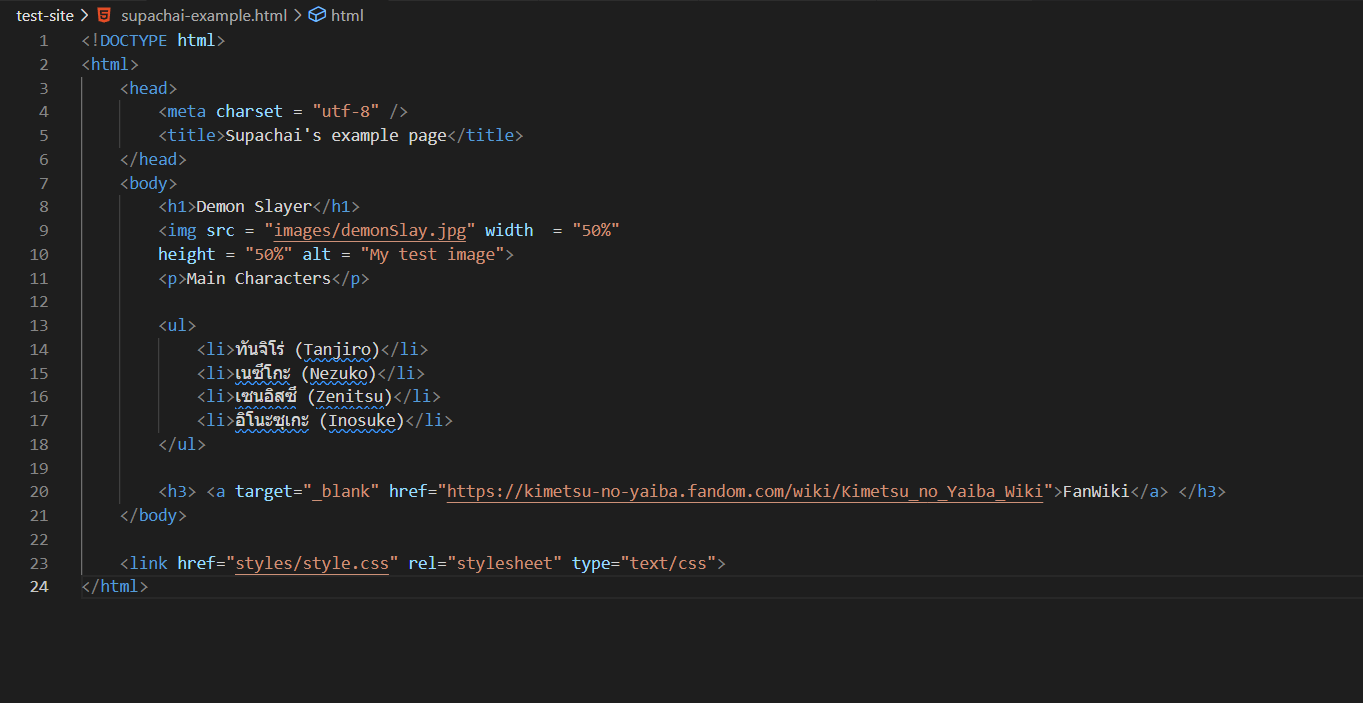 test-site > supachai-example.html > html
1 <!DOCTYPE html>
2 <html>
3 <head>
4 <meta charset = "utf-8" />
5 <title>Supachai's example page</title>
6 </head>
7 <body>
8 <h1>Demon Slayer</h1>
9 <img src = "images/demonSlay.jpg" width  = "50%"
10 height = "50%" alt = "My test image">
11 <p>Main Characters</p>
12
13 <ul>
14 <li>ทันจิโร่ (Tanjiro)</li>
15 <li>เนซึโกะ (Nezuko)</li>
16 <li>เซนอิสซึ (Zenitsu)</li>
17 <li>อิโนะซุเกะ (Inosuke)</li>
18 </ul>
19
20 <h3> <a target="_blank" href="https://kimetsu-no-yaiba.fandom.com/wiki/Kimetsu_no_Yaiba_Wiki">FanWiki</a> </h3>
21 </body>
22
23 <link href="styles/style.css" rel="stylesheet" type="text/css">
24 </html>